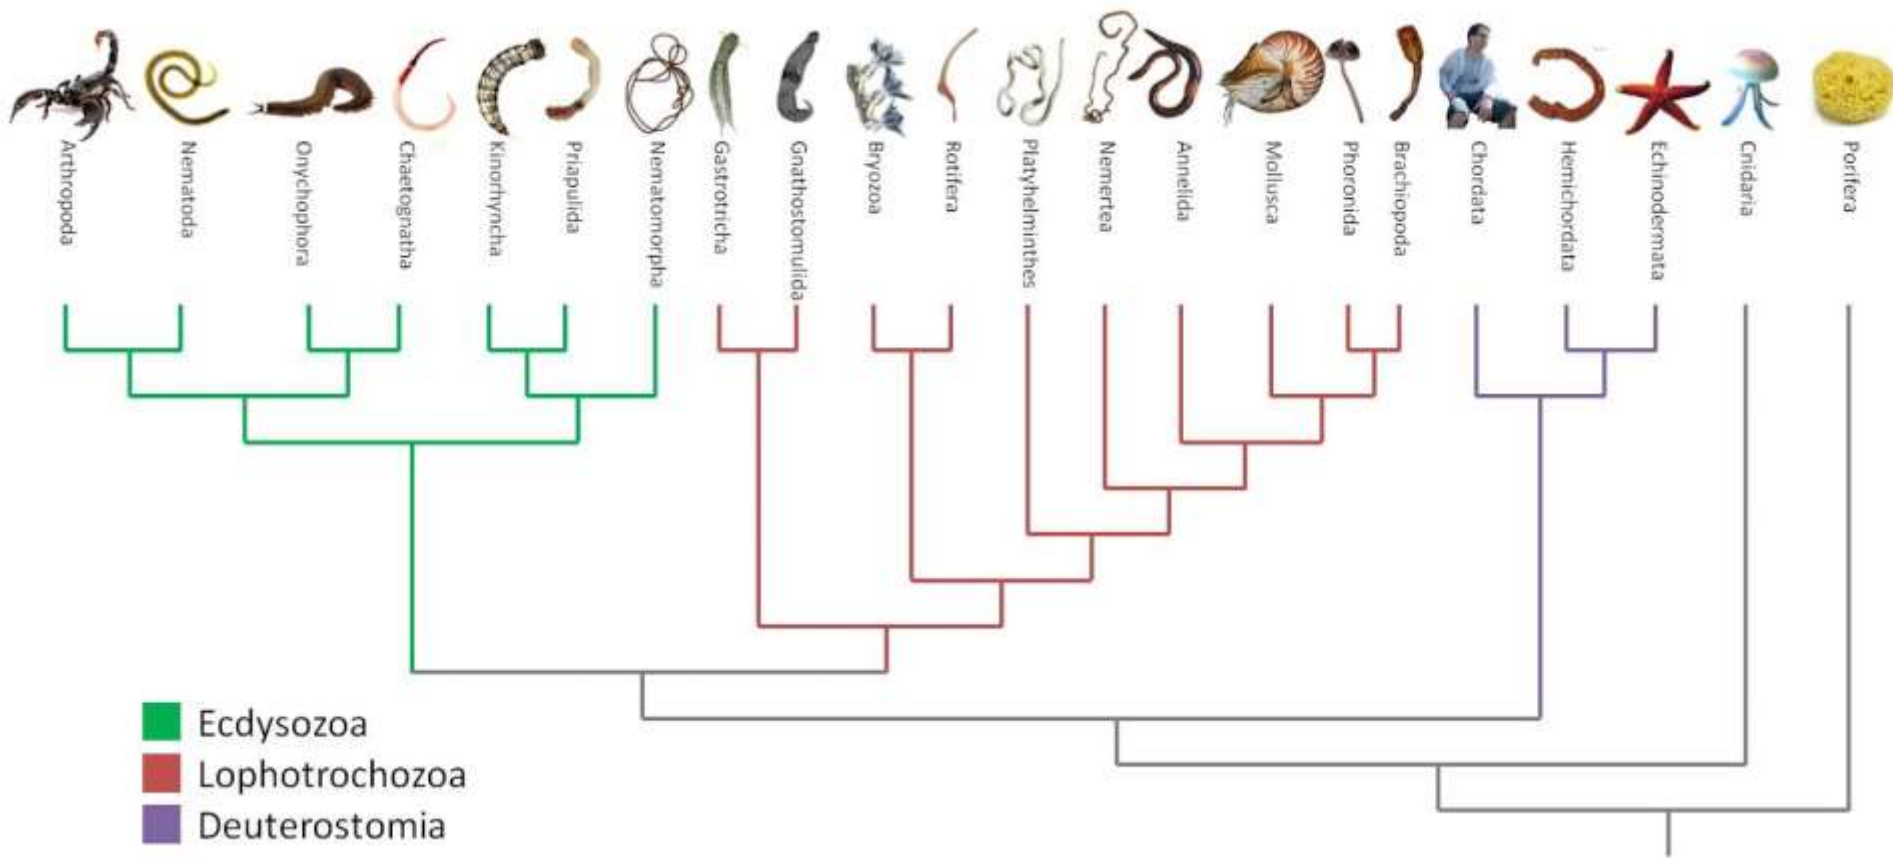 Arthropoda
Nematoda
Onychophora
Chaetognatha
Kinorhyncha
Priapulida
Nematomorpha
Gastrotricha
Gnathostomulida
Bryozoa
Rotifera
Platyhelminthes
Nemertea
Annelida
Mollusca
Phoronida
Brachiopoda
Chordata
Hemichordata
Echinodermata
Cnidaria
Porifera
Ecdysozoa
Lophotrochozoa
Deuterostomia